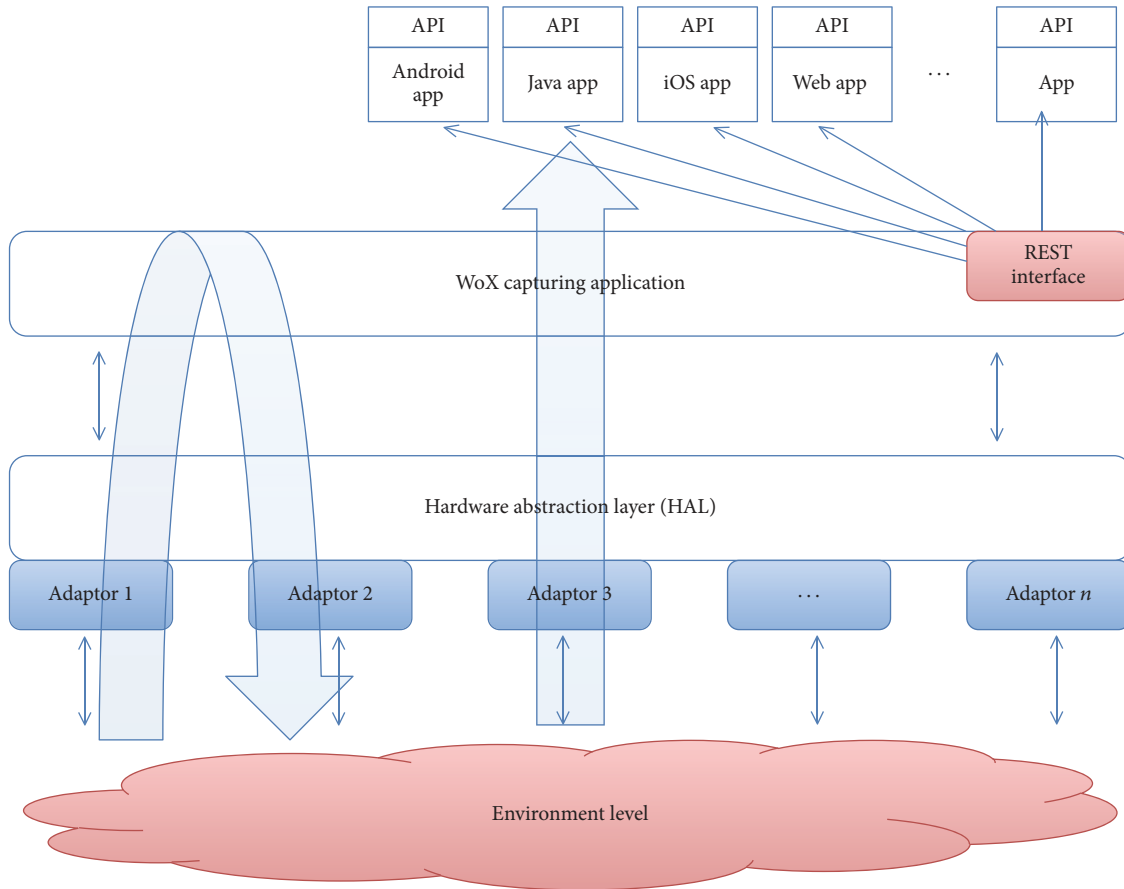 API
API
API
API
API
Android
app
Java app
iOS app
Web app
...
App
REST
interface
WoX capturing application
Hardware abstraction layer (HAL)
Adaptor 1
Adaptor 2
Adaptor 3
...
Adaptor n
Environment level